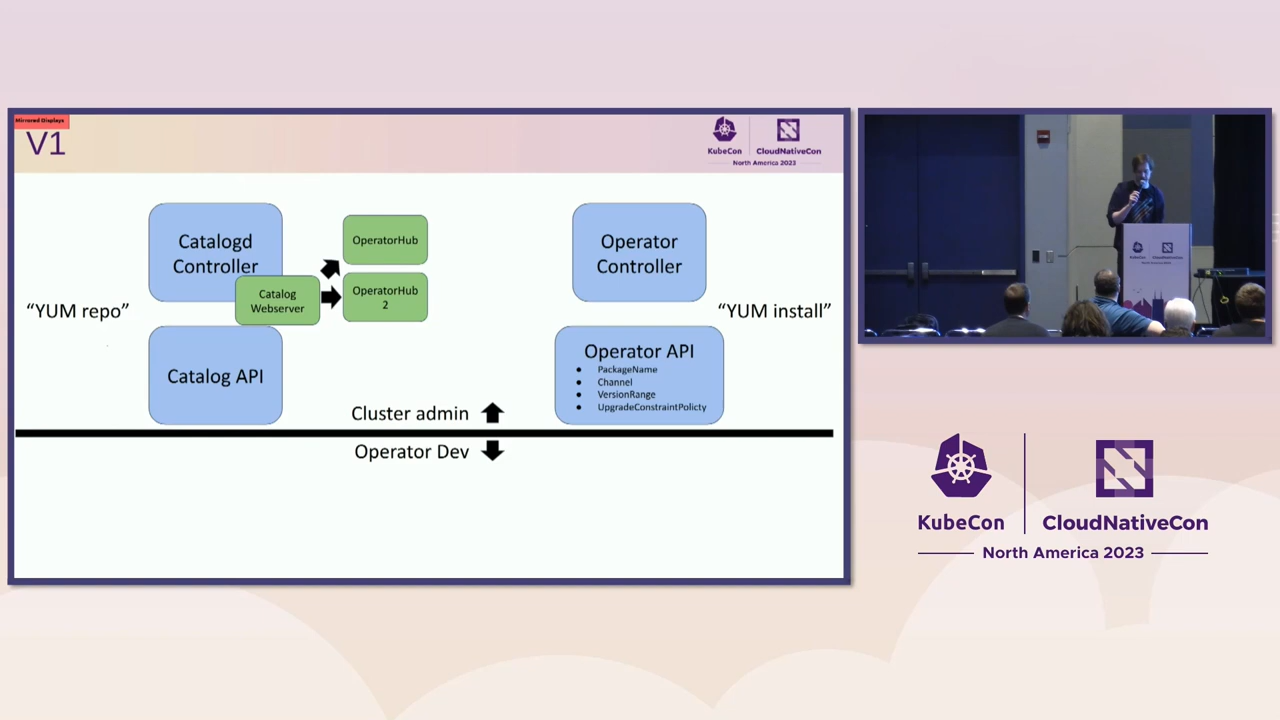 Mirrored Displays
V1
KubeCon
CloudNativeCon
North America 2023
Catalogd
Controller
OperatorHub
Operator
Controller
Catalog
Webserver
OperatorHub
2
“YUM repo”
“YUM install”
Catalog API
Operator API
● PackageName
● Channel
● VersionRange
● UpgradeConstraintPolicty
Cluster admin
Operator Dev
KubeCon
CloudNativeCon
North America 2023